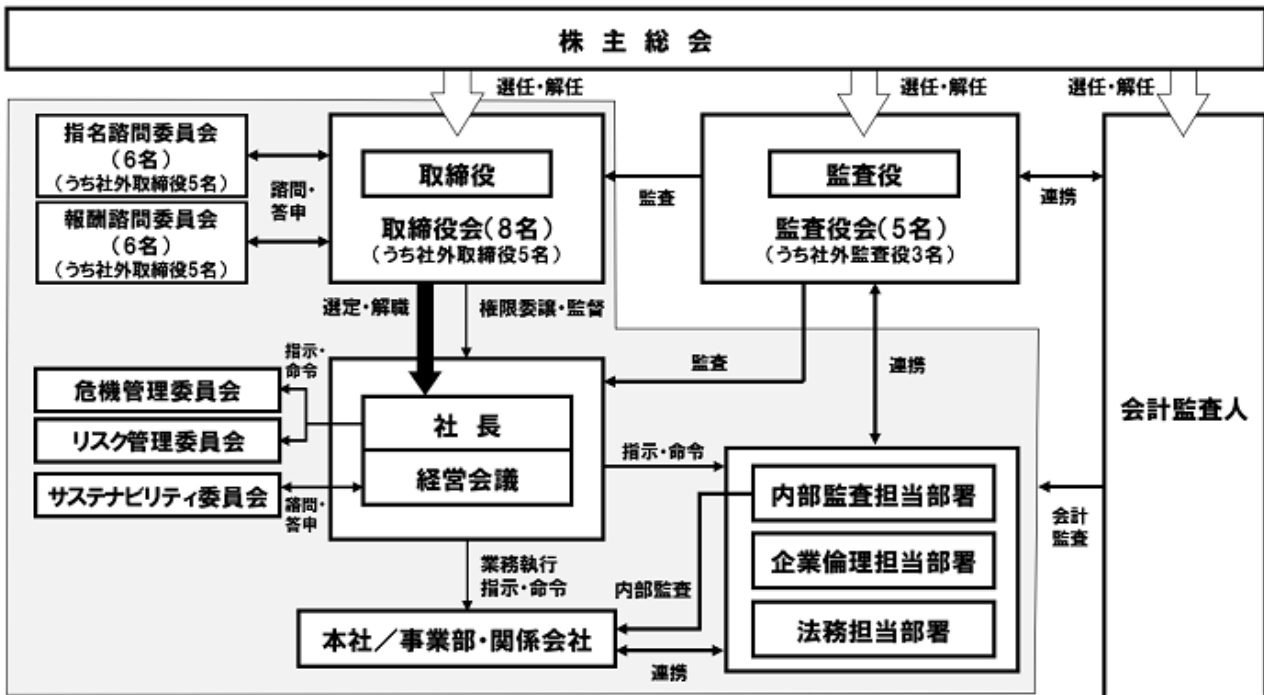 株主総会
選任・解任
選任・解任
選任・解任
指名諮問委員会
(6名)
(うち社外取締役5名)
報酬諮問委員会
(6名)
(うち社外取締役5名)
諮問・
答申
取締役
取締役会(8名)
(うち社外取締役5名)
監査
監査役
監査役会(5名)
(うち社外監査役3名)
連携
会計監査人
選定・解職
権限委譲・監督
監査
連携
指示・
命令
危機管理委員会
リスク管理委員会
サステナビリティ委員会
諮問・
答申
社長
経営会議
指示・命令
内部監査担当部署
企業倫理担当部署
法務担当部署
会計
監査
業務執行
指示・命令
内部監査
本社／事業部・関係会社
連携